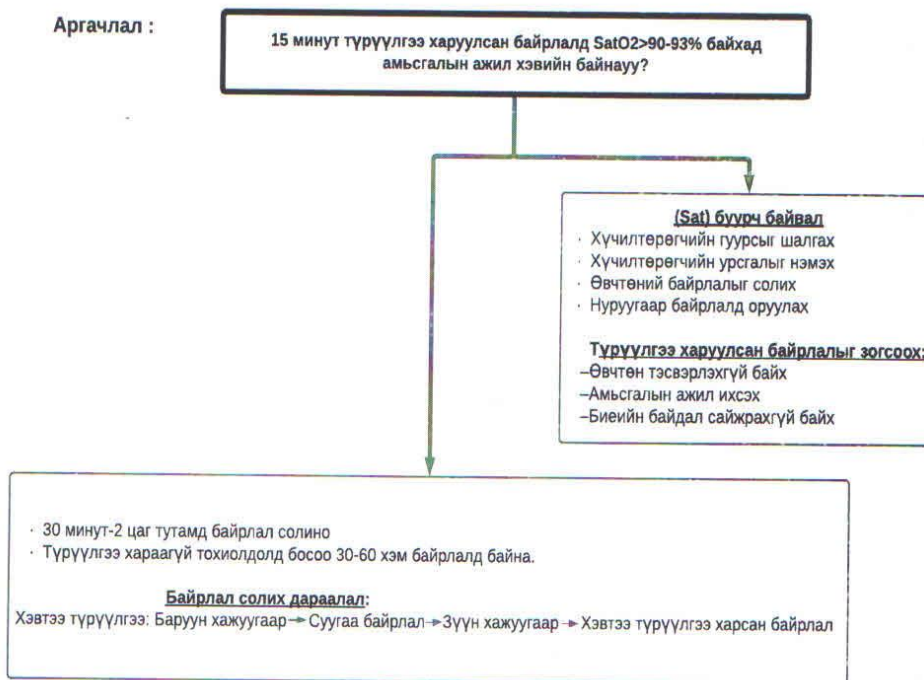 Аргачлал :
15 минут түрүүлгээ харуулсан байрлалд SatO2>90-93% байхад
амьсгалын ажил хэвийн байнауу?
(Sat) буурч байвал
· Хүчилтөрөгчийн гуурсыг шалгах
· Хүчилтөрөгчийн урсгалыг нэмэх
· Өвчтөний байрлалыг солих
· Нуруугаар байрлалд оруулах
Түрүүлгээ харуулсан байрлалыг зогсоох:
–Өвчтөн тэсвэрлэхгүй байх
–Амьсгалын ажил ихсэх
–Биеийн байдал сайжрахгүй байх
· 30 минут-2 цаг тутамд байрлал солино
· Түрүүлгээ хараагүй тохиолдолд босоо 30-60 хэм байрлалд байна.
Байрлал солих дараалал:
Хэвтээ түрүүлгээ: Баруун хажуугаар→Суугаа байрлал→Зүүн хажуугаар→Хэвтээ түрүүлгээ харсан байрлал